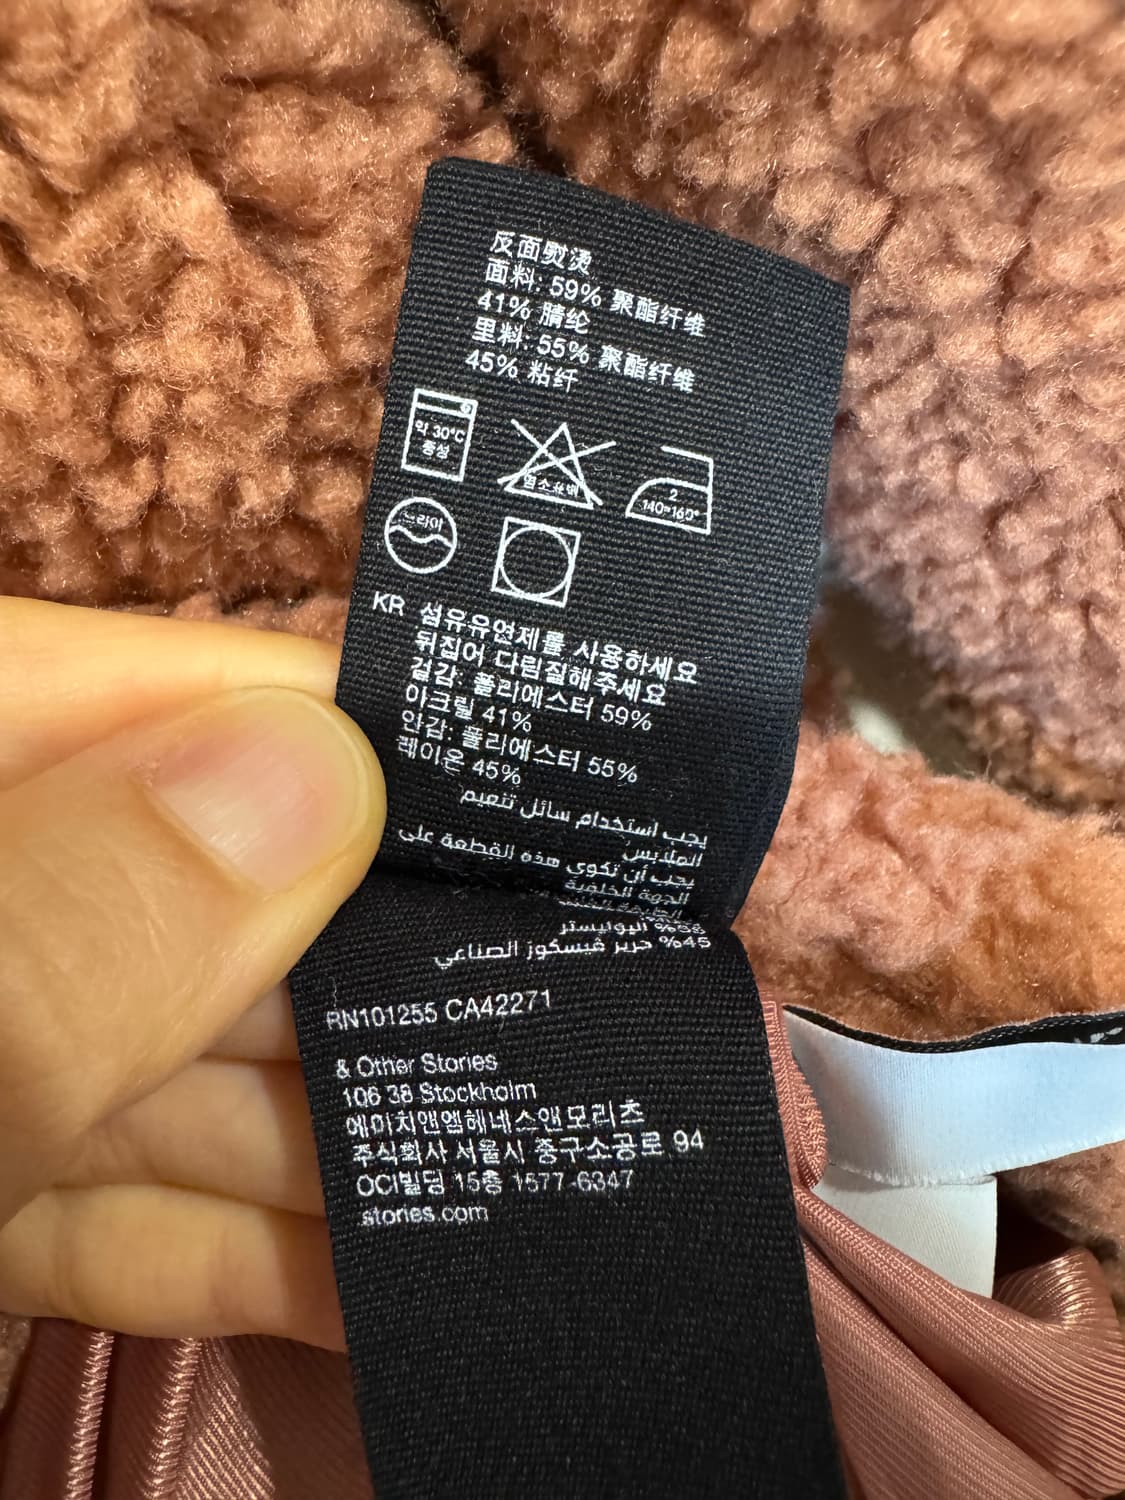 反面熨烫
面料: 59% 聚酯纤维
41% 腈纶
里料: 55% 聚酯纤维
45% 粘纤
약 30°C
중성
염소표백
2
140~160°
드라이
KR 섬유유연제를 사용하세요
뒤집어 다림질해주세요
겉감: 폴리에스터 59%
아크릴 41%
안감: 폴리에스터 55%
레이온 45%
يجب استخدام سائل تنعيم
الملابس
يجب أن تكوى هذه القطعة على
الجهة الخلفية
البوليستر
45% حرير فيسكوز الصناعي
RN101255 CA42271
& Other Stories
106 38 Stockholm
에이치앤엠헤네스앤모리츠
주식회사 서울시 중구소공로 94
OCI빌딩 15층 1577-6347
stories.com